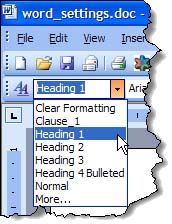 word_settings.doc - W
File Edit View Inser
Heading 1 Aria
Clear Formatting
Clause_1
Heading 1
Heading 2
Heading 3
Heading 4 Bulleted
Normal
More...